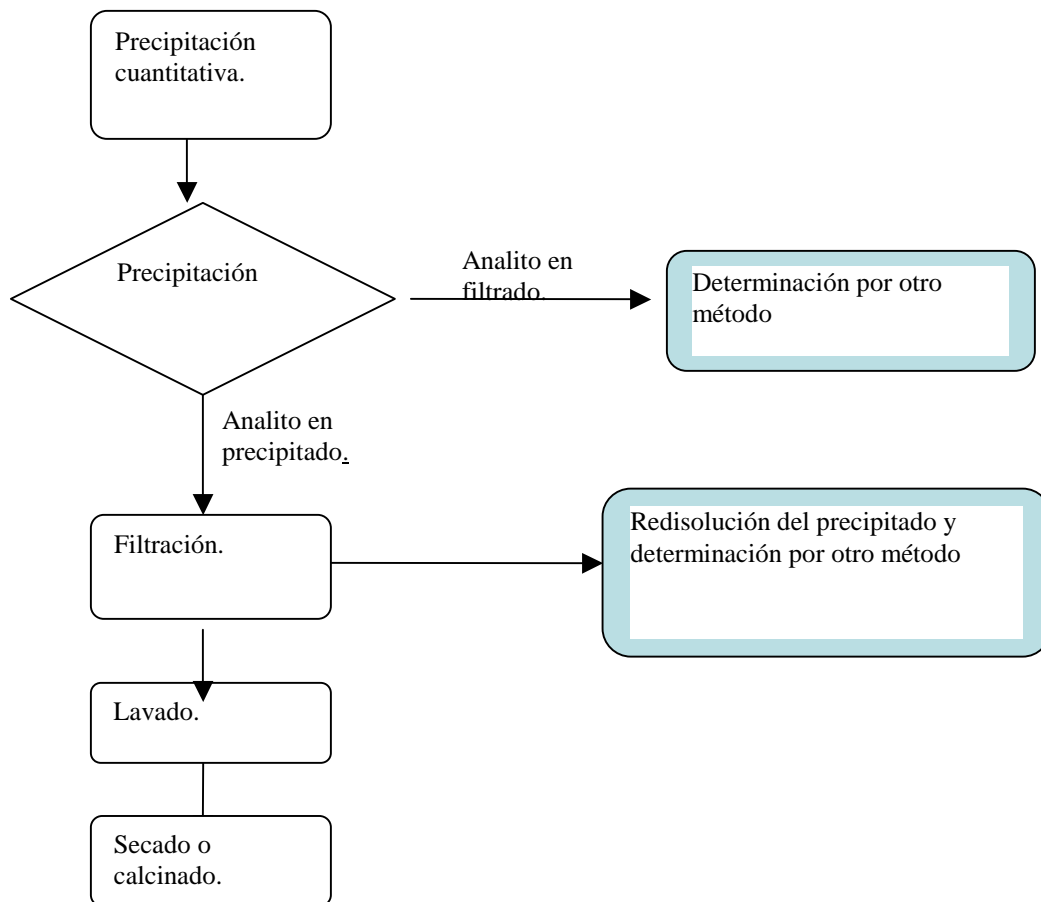 Precipitación
cuantitativa.
Precipitación
Analito en
filtrado.
Determinación por otro
método
Analito en
precipitado.
Filtración.
Redisolución del precipitado y
determinación por otro método
Lavado.
Secado o
calcinado.